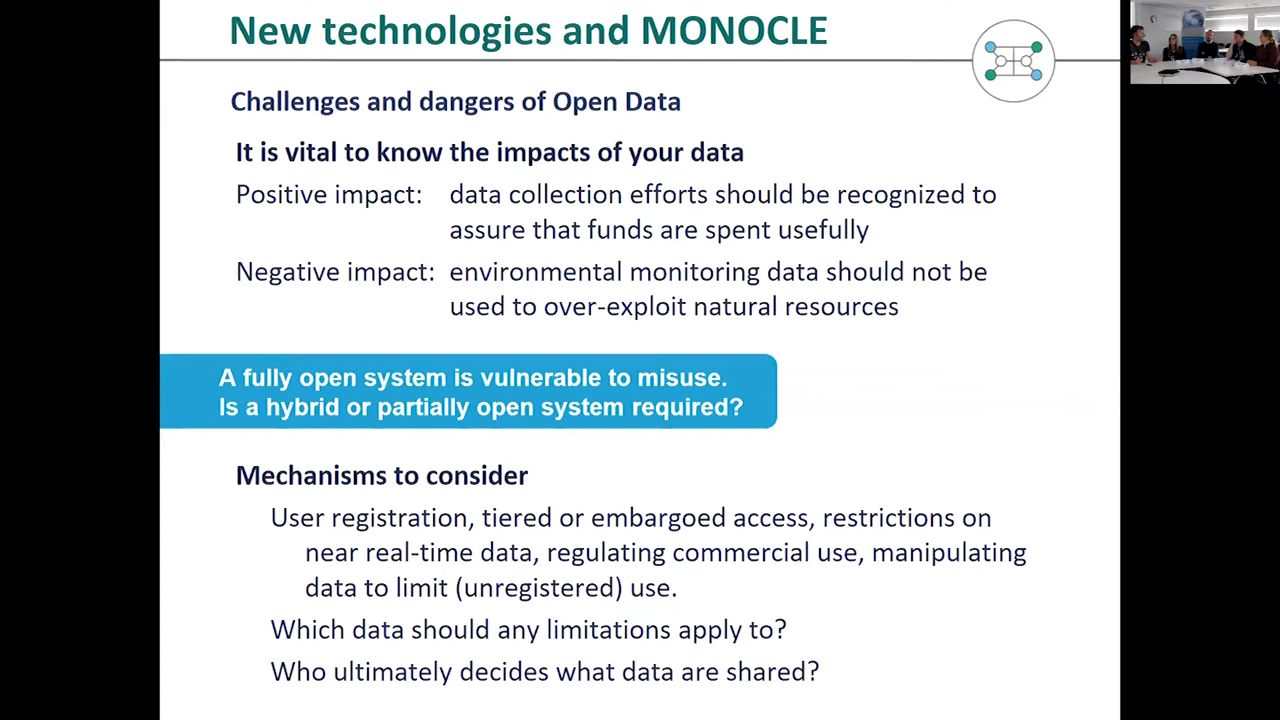 New technologies and MONOCLE
Challenges and dangers of Open Data
It is vital to know the impacts of your data
Positive impact: data collection efforts should be recognized to
assure that funds are spent usefully
Negative impact: environmental monitoring data should not be
used to over-exploit natural resources
A fully open system is vulnerable to misuse.
Is a hybrid or partially open system required?
Mechanisms to consider
User registration, tiered or embargoed access, restrictions on
near real-time data, regulating commercial use, manipulating
data to limit (unregistered) use.
Which data should any limitations apply to?
Who ultimately decides what data are shared?